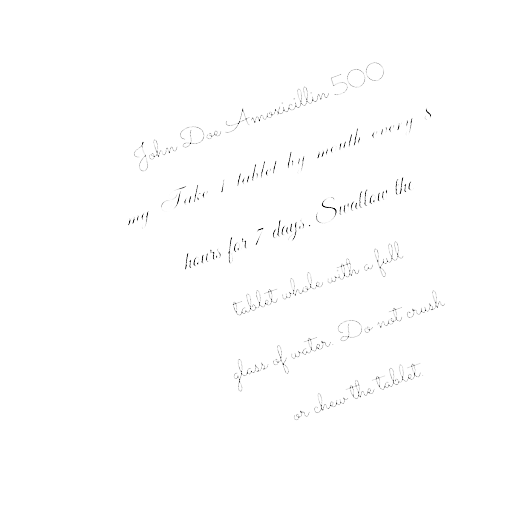 John Doe Amoxicillin 500
mg Take 1 tablet by mouth every 8
hours for 7 days. Swallow the
tablet whole with a full
glass of water. Do not crush
or chew the tablet